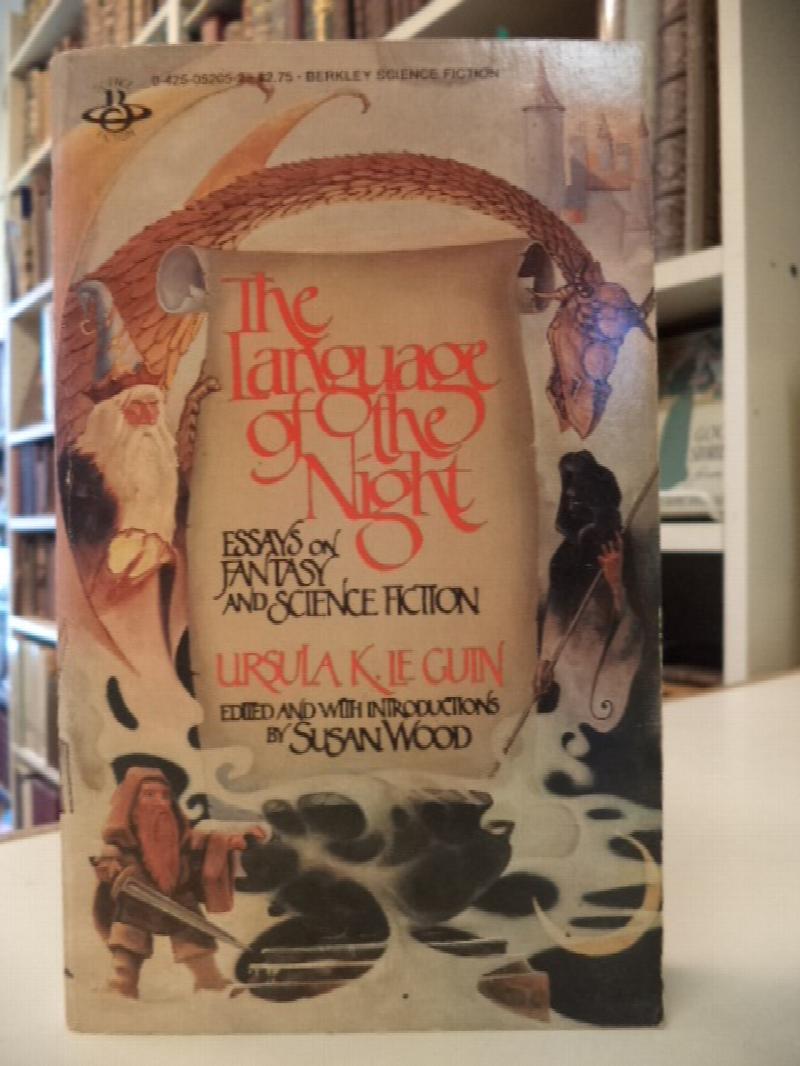 0-425-05205-2 $2.75 • BERKLEY SCIENCE FICTION
B
The
Language
of the
Night
ESSAYS ON
FANTASY
AND SCIENCE FICTION
URSULA K. LE GUIN
EDITED AND WITH INTRODUCTIONS
BY SUSAN WOOD